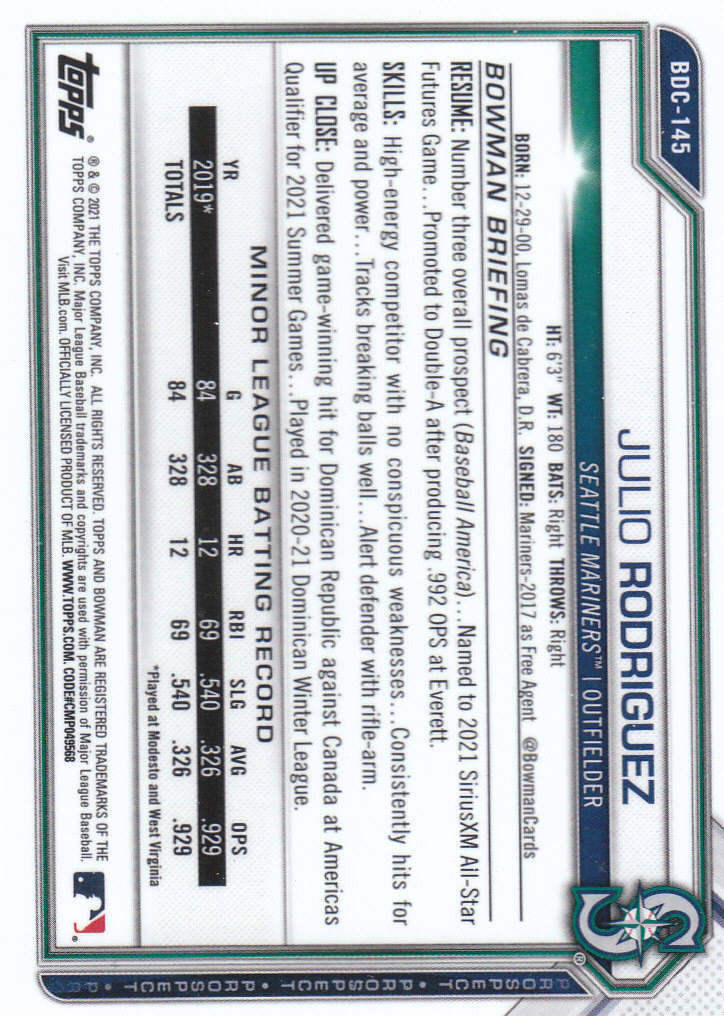 BDC-145
JULIO RODRIGUEZ
SEATTLE MARINERS™ | OUTFIELDER
HT: 6'3" WT: 180 BATS: Right THROWS: Right
BORN: 12-29-00, Lomas de Cabrera, D.R. SIGNED: Mariners-2017 as Free Agent @BowmanCards
BOWMAN BRIEFING
RESUME: Number three overall prospect (Baseball America)...Named to 2021 SiriusXM All-Star
Futures Game...Promoted to Double-A after producing .992 OPS at Everett.
SKILLS: High-energy competitor with no conspicuous weaknesses...Consistently hits for
average and power...Tracks breaking balls well...Alert defender with rifle-arm.
UP CLOSE: Delivered game-winning hit for Dominican Republic against Canada at Americas
Qualifier for 2021 Summer Games...Played in 2020-21 Dominican Winter League.
MINOR LEAGUE BATTING RECORD
YR G AB HR RBI SLG AVG OPS
2019* 84 328 12 69 .540 .326 .929
TOTALS 84 328 12 69 .540 .326 .929
*Played at Modesto and West Virginia
topps®
® & © 2021 THE TOPPS COMPANY, INC. ALL RIGHTS RESERVED. TOPPS AND BOWMAN ARE REGISTERED TRADEMARKS OF THE
TOPPS COMPANY, INC. Major League Baseball trademarks and copyrights are used with permission of Major League Baseball.
Visit MLB.com. OFFICIALLY LICENSED PRODUCT OF MLB. WWW.TOPPS.COM. CODE#CMP049568
S®
PROSPECT • PROSPECT • PROSPECT • PROSPECT